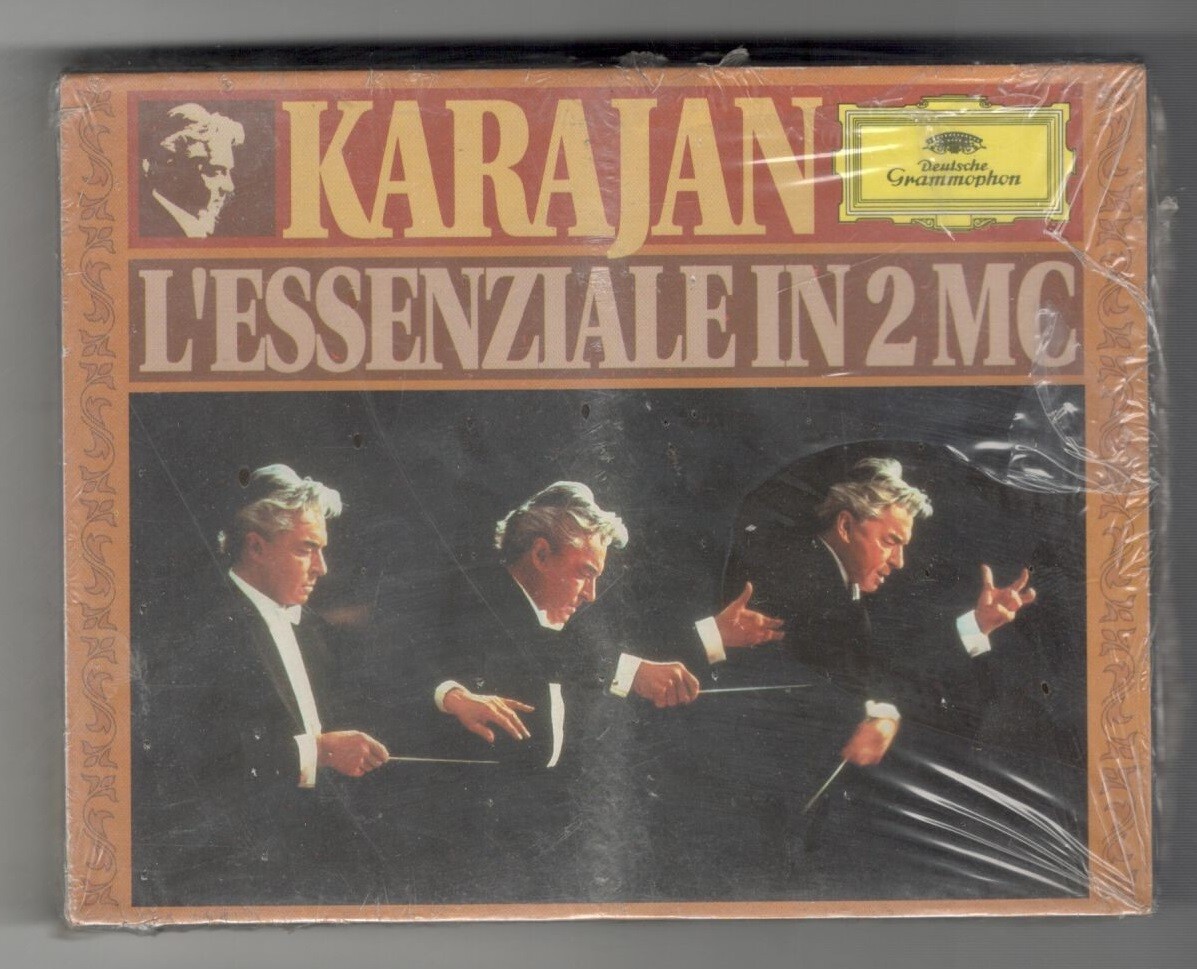 KARAJAN
Deutsche
Grammophon
L'ESSENZIALE IN 2 MC